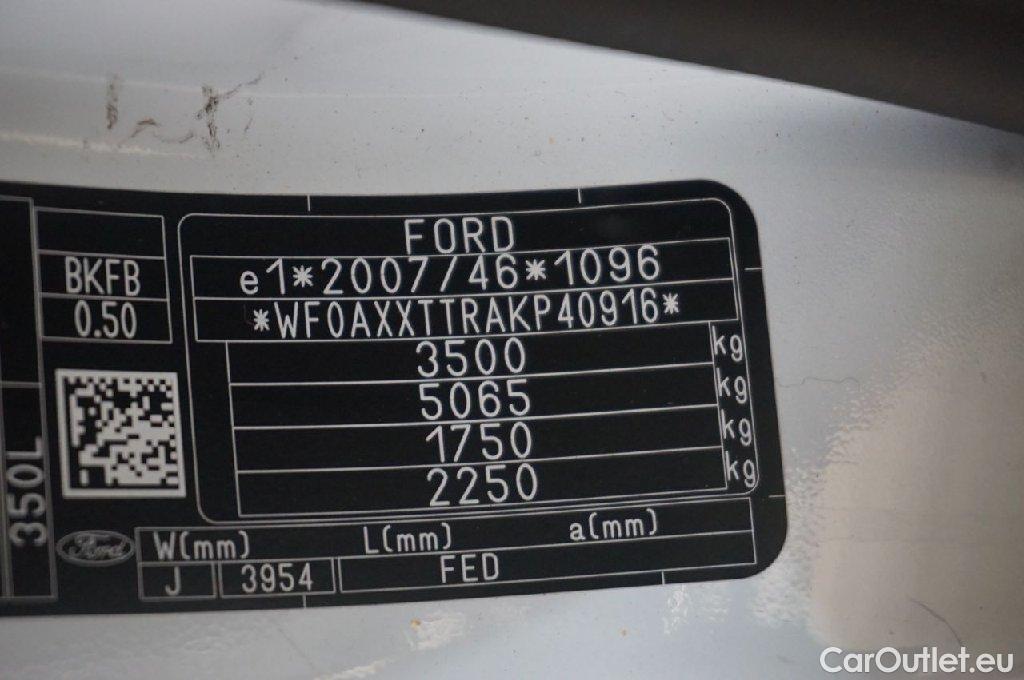 FORD
e1*2007/46*1096
*WF0AXXTTRAKP40916*
3500 kg
5065 kg
1750 kg
2250 kg
BKFB
0.50
350L
Ford
W(mm) L(mm) a(mm)
J 3954 FED
CarOutlet.eu